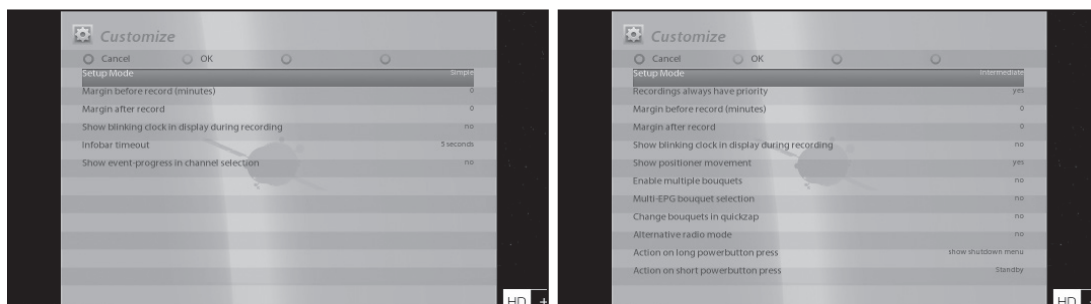 Customize
Cancel OK
Setup Mode Simple
Margin before record (minutes) 0
Margin after record 0
Show blinking clock in display during recording no
Infobar timeout 5 seconds
Show event-progress in channel selection no
HD +
Customize
Cancel OK
Setup Mode Intermediate
Recordings always have priority yes
Margin before record (minutes) 0
Margin after record 0
Show blinking clock in display during recording no
Show positioner movement yes
Enable multiple bouquets no
Multi-EPG bouquet selection no
Change bouquets in quickzap no
Alternative radio mode no
Action on long powerbutton press show shutdown menu
Action on short powerbutton press Standby
HD